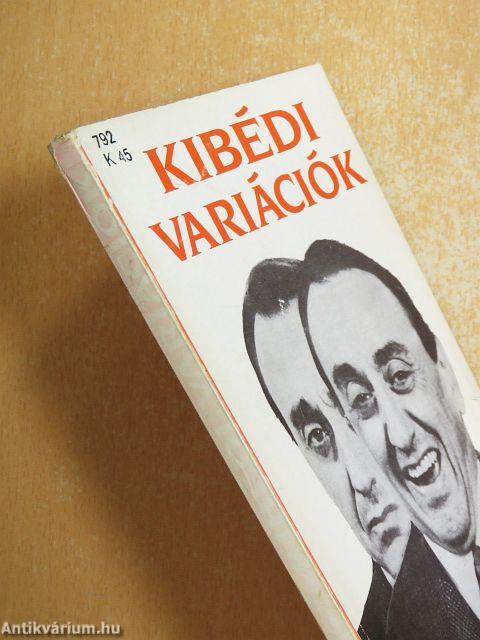 792
K 45
KIBÉDI
VARIÁCIÓK
Antikvárium.hu